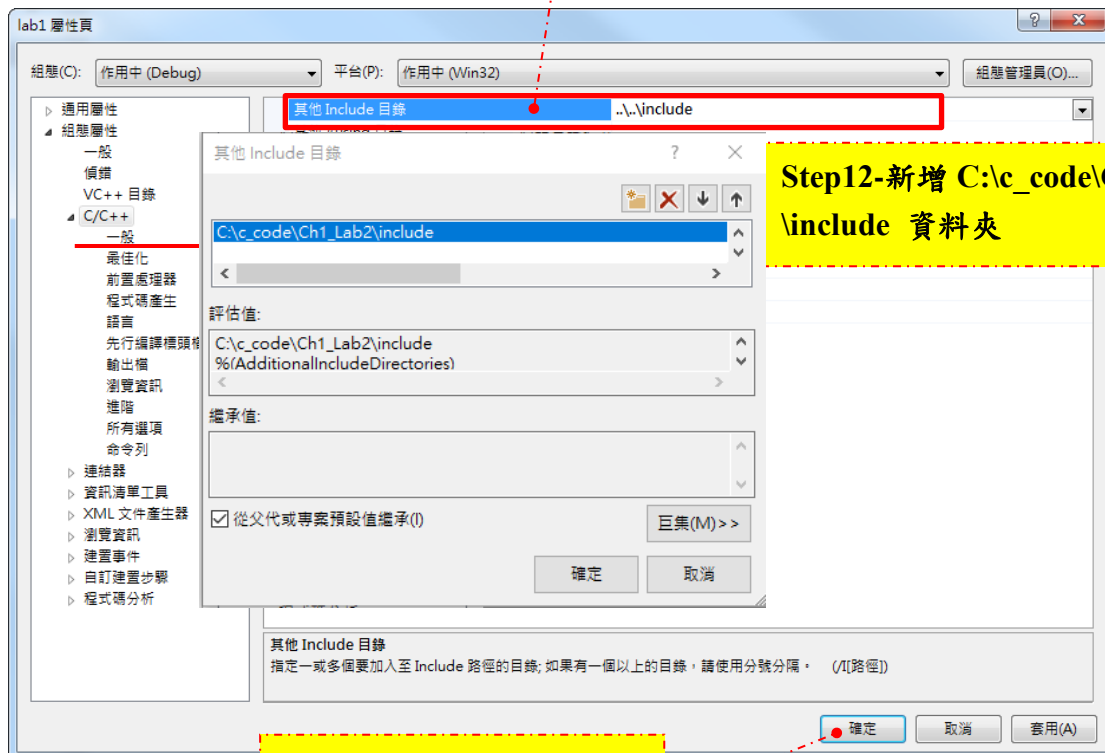 lab1 屬性頁
組態(C): 作用中 (Debug) 平台(P): 作用中 (Win32) 組態管理員(O)...
通用屬性
組態屬性
一般
偵錯
VC++ 目錄
C/C++
一般
最佳化
前置處理器
程式碼產生
語言
先行編譯標頭檔
輸出檔
瀏覽資訊
進階
所有選項
命令列
連結器
資訊清單工具
XML 文件產生器
瀏覽資訊
建置事件
自訂建置步驟
程式碼分析
其他 Include 目錄 ..\..\include
其他 Include 目錄
C:\c_code\Ch1_Lab2\include
評估值:
C:\c_code\Ch1_Lab2\include
%(AdditionalIncludeDirectories)
繼承值:
從父代或專案預設值繼承(I)
巨集(M)>>
確定 取消
Step12-新增 C:\c_code\
\include 資料夾
其他 Include 目錄
指定一或多個要加入至 Include 路徑的目錄; 如果有一個以上的目錄，請使用分號分隔。 (/I[路徑])
確定 取消 套用(A)